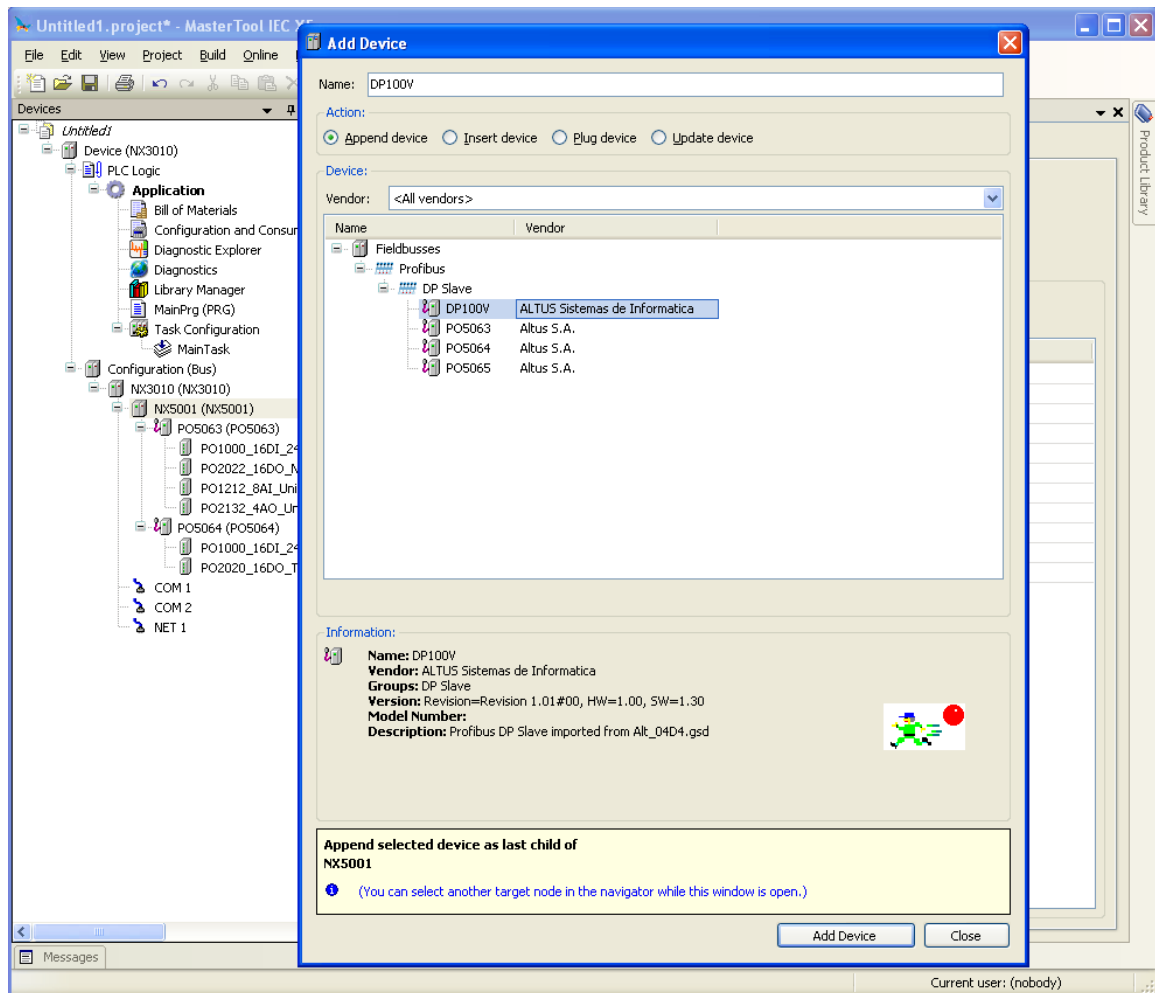 Untitled1.project* - MasterTool IEC XE
File Edit View Project Build Online
Devices
Untitled1
Device (NX3010)
PLC Logic
Application
Bill of Materials
Configuration and Consur
Diagnostic Explorer
Diagnostics
Library Manager
MainPrg (PRG)
Task Configuration
MainTask
Configuration (Bus)
NX3010 (NX3010)
NX5001 (NX5001)
PO5063 (PO5063)
PO1000_16DI_24
PO2022_16DO_N
PO1212_8AI_Uni
PO2132_4AO_Un
PO5064 (PO5064)
PO1000_16DI_24
PO2020_16DO_T
COM 1
COM 2
NET 1
Messages
Add Device
Name: DP100V
Action:
Append device Insert device Plug device Update device
Device:
Vendor: <All vendors>
Name Vendor
Fieldbusses
Profibus
DP Slave
DP100V ALTUS Sistemas de Informatica
PO5063 Altus S.A.
PO5064 Altus S.A.
PO5065 Altus S.A.
Information:
Name: DP100V
Vendor: ALTUS Sistemas de Informatica
Groups: DP Slave
Version: Revision=Revision 1.01#00, HW=1.00, SW=1.30
Model Number:
Description: Profibus DP Slave imported from Alt_04D4.gsd
Append selected device as last child of
NX5001
(You can select another target node in the navigator while this window is open.)
Add Device Close
Product Library
Current user: (nobody)